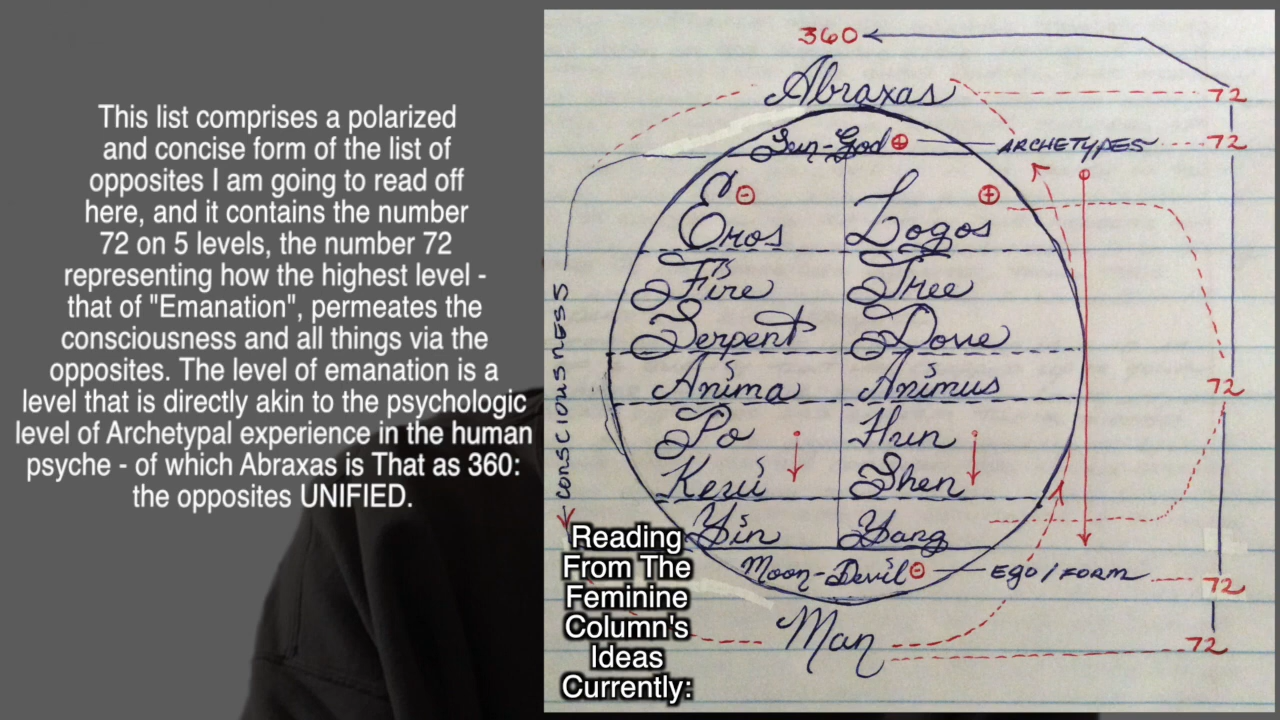 This list comprises a polarized
and concise form of the list of
opposites I am going to read off
here, and it contains the number
72 on 5 levels, the number 72
representing how the highest level -
that of "Emanation", permeates the
consciousness and all things via the
opposites. The level of emanation is a
level that is directly akin to the psychologic
level of Archetypal experience in the human
psyche - of which Abraxas is That as 360:
the opposites UNIFIED.
360
Abraxas
72
Sun-God +
ARCHETYPES
72
Eros -
Logos +
Fire
Tree
Serpent
Dove
Anima
Animus
72
Po
Hun
Kewi
Shen
Yin
Yang
Moon-Devil -
EGO/FORM
72
Man
72
CONSCIOUSNESS
Reading
From The
Feminine
Column's
Ideas
Currently: